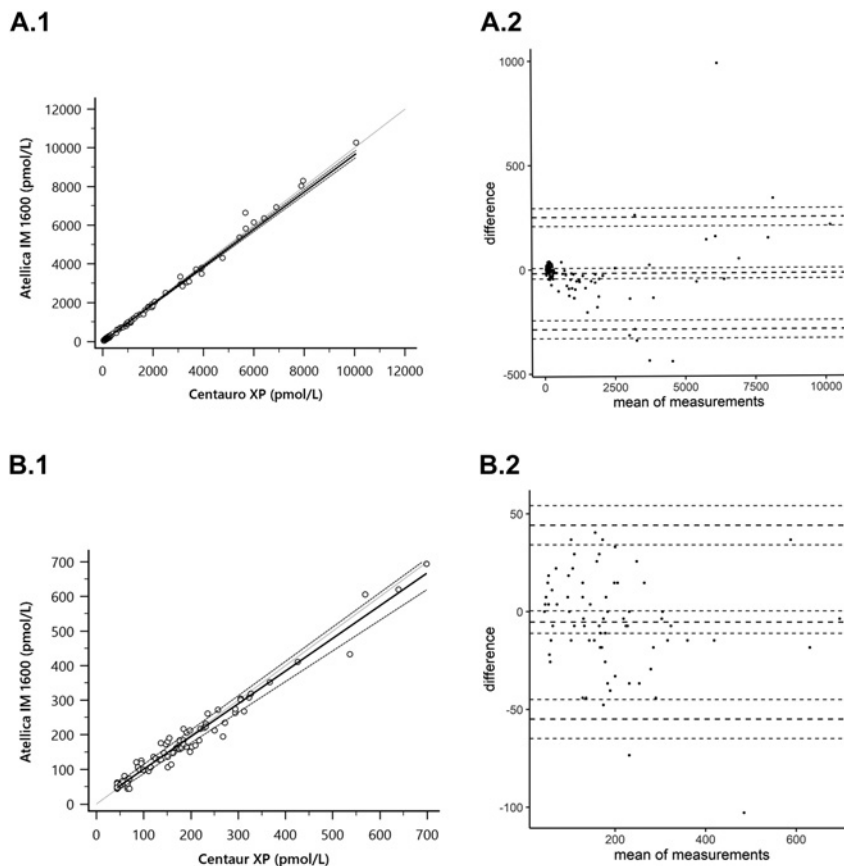 A.1
A.2
12000
10000
8000
6000
4000
2000
0
Atellica IM 1600 (pmol/L)
0 2000 4000 6000 8000 10000 12000
Centauro XP (pmol/L)
1000
500
0
-500
difference
0 2500 5000 7500 10000
mean of measurements
B.1
B.2
700
600
500
400
300
200
100
0
Atellica IM 1600 (pmol/L)
0 100 200 300 400 500 600 700
Centaur XP (pmol/L)
50
0
-50
-100
difference
200 400 600
mean of measurements